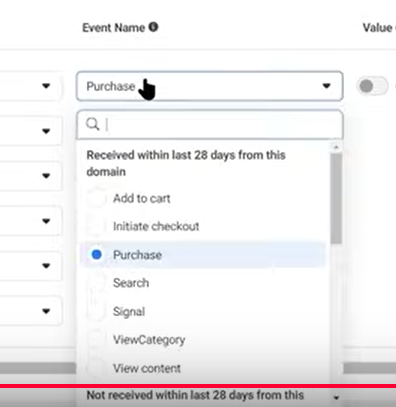 Event Name
Value
Purchase
Received within last 28 days from this
domain
Add to cart
Initiate checkout
Purchase
Search
Signal
ViewCategory
View content
Not received within last 28 days from this